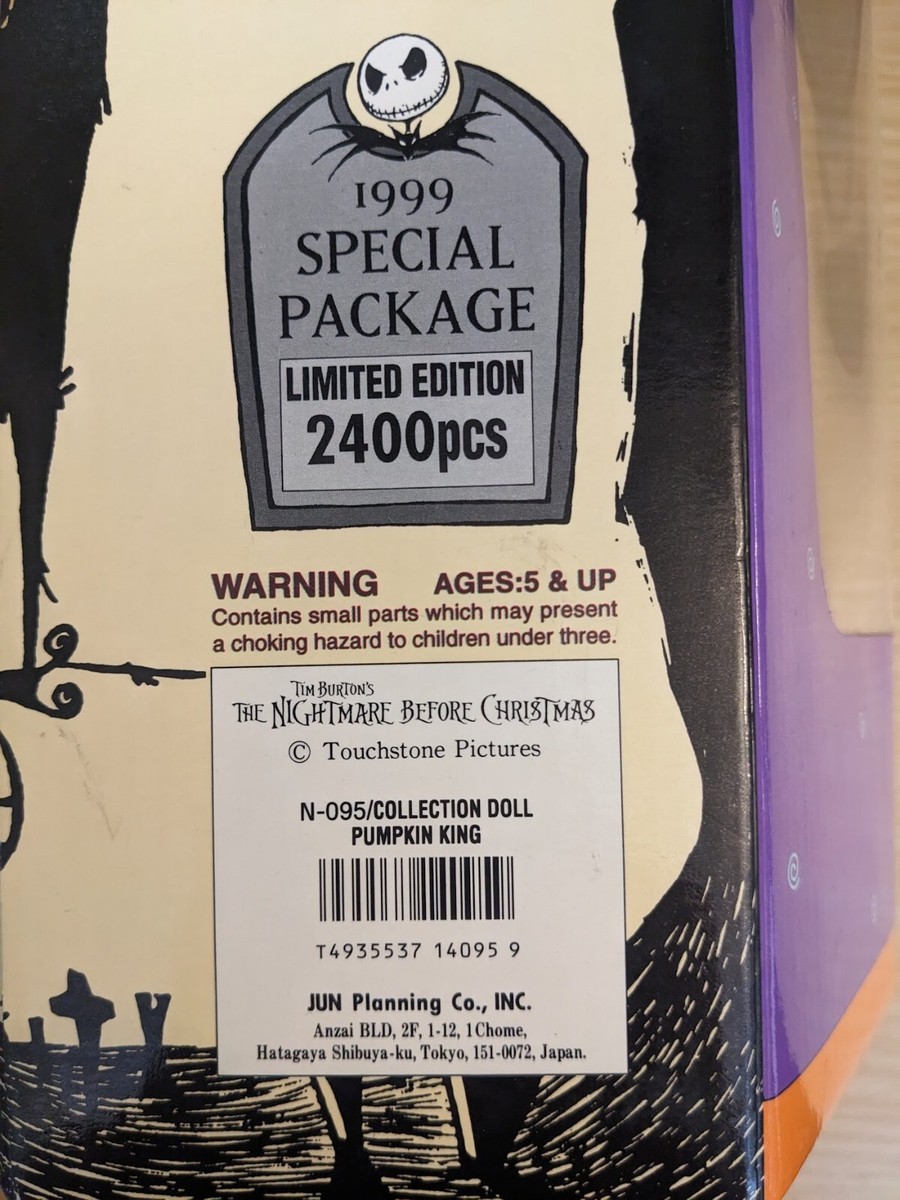 1999
SPECIAL
PACKAGE
LIMITED EDITION
2400pcs
WARNING AGES:5 & UP
Contains small parts which may present
a choking hazard to children under three.
TIM BURTON'S
THE NIGHTMARE BEFORE CHRISTMAS
© Touchstone Pictures
N-095/COLLECTION DOLL
PUMPKIN KING
T4935537 14095 9
JUN Planning Co., INC.
Anzai BLD, 2F, 1-12, 1Chome,
Hatagaya Shibuya-ku, Tokyo, 151-0072, Japan.